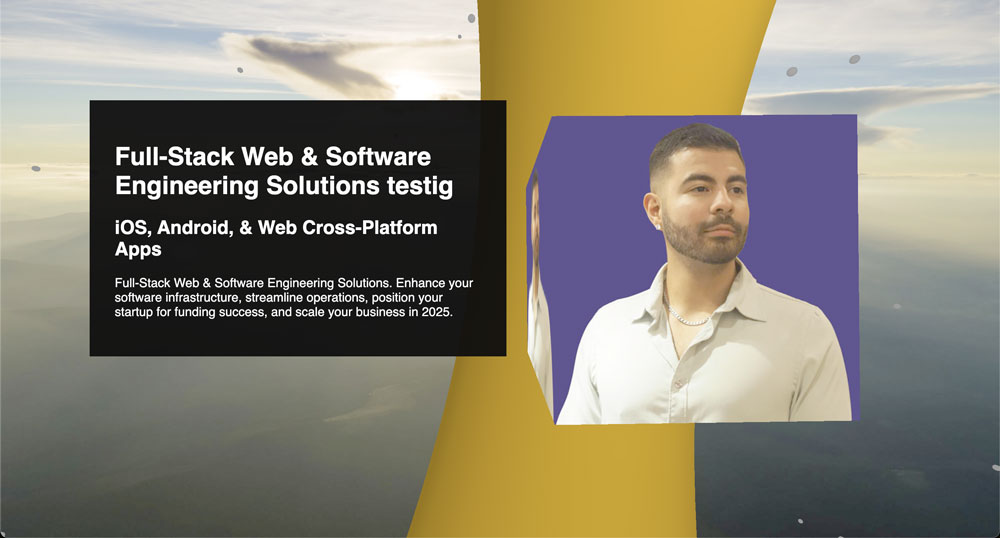 Full-Stack Web & Software
Engineering Solutions testig
iOS, Android, & Web Cross-Platform
Apps
Full-Stack Web & Software Engineering Solutions. Enhance your
software infrastructure, streamline operations, position your
startup for funding success, and scale your business in 2025.